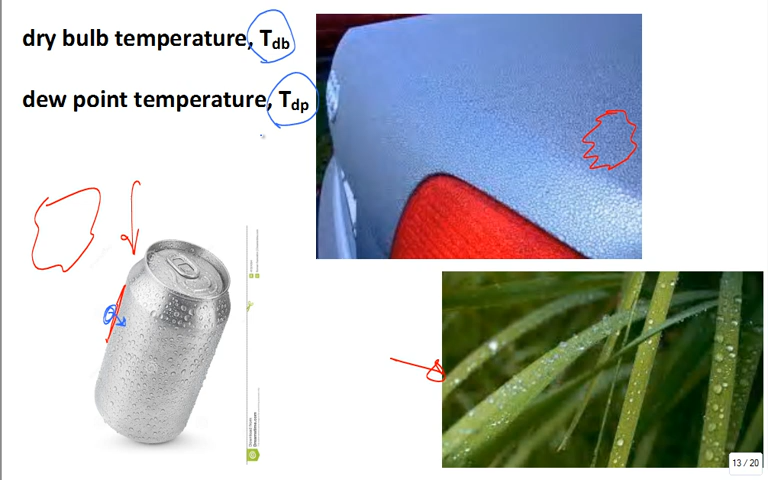 dry bulb temperature, Tdb
dew point temperature, Tdp
13 / 20